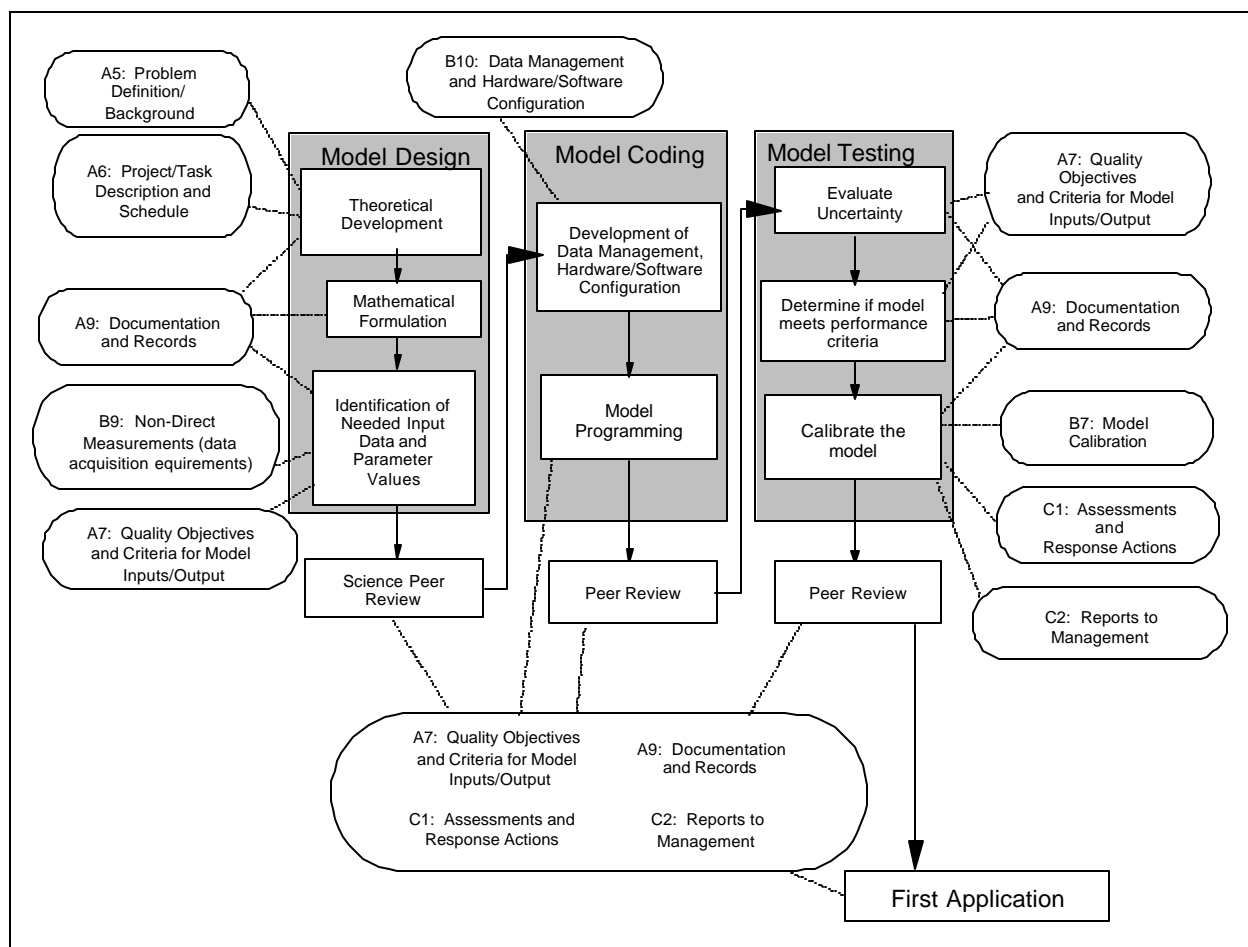 A5: Problem
Definition/
Background
A6: Project/Task
Description and
Schedule
A9: Documentation
and Records
B9: Non-Direct
Measurements (data
acquisition equirements)
A7: Quality Objectives
and Criteria for Model
Inputs/Output
Model Design
Theoretical
Development
Mathematical
Formulation
Identification of
Needed Input
Data and
Parameter
Values
Science Peer
Review
B10: Data Management
and Hardware/Software
Configuration
Model Coding
Development of
Data Management,
Hardware/Software
Configuration
Model
Programming
Peer Review
Model Testing
Evaluate
Uncertainty
Determine if model
meets performance
criteria
Calibrate the
model
Peer Review
A7: Quality
Objectives
and Criteria for Model
Inputs/Output
A9: Documentation
and Records
B7: Model
Calibration
C1: Assessments
and
Response Actions
C2: Reports to
Management
A7: Quality Objectives
and Criteria for Model
Inputs/Output
A9: Documentation
and Records
C1: Assessments and
Response Actions
C2: Reports to
Management
First Application